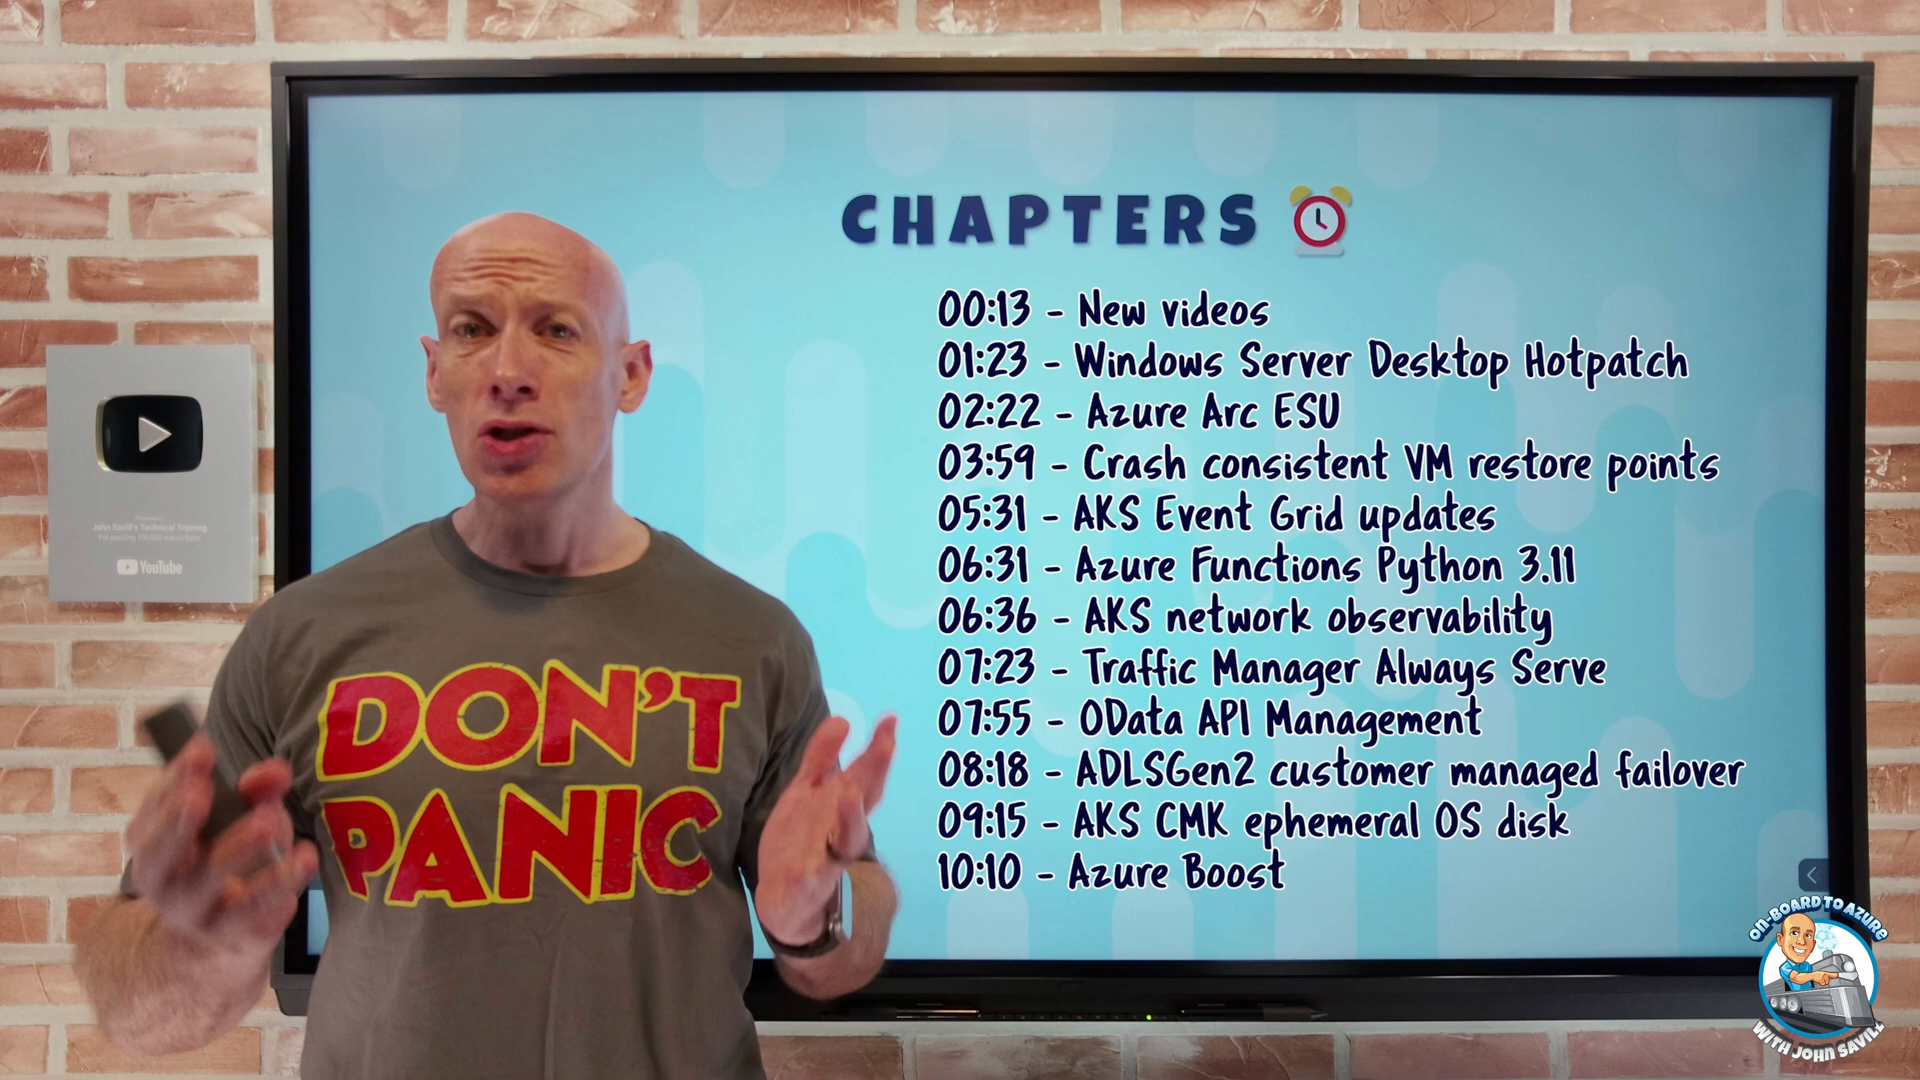 CHAPTERS
00:13 - New videos
01:23 - Windows Server Desktop Hotpatch
02:22 - Azure Arc ESU
03:59 - Crash consistent VM restore points
05:31 - AKS Event Grid updates
06:31 - Azure Functions Python 3.11
06:36 - AKS network observability
07:23 - Traffic Manager Always Serve
07:55 - OData API Management
08:18 - ADLSGen2 customer managed failover
09:15 - AKS CMK ephemeral OS disk
10:10 - Azure Boost
John Savill's Technical Training
YouTube
DON'T
PANIC
ON-BOARD TO AZURE
WITH JOHN SAVILL